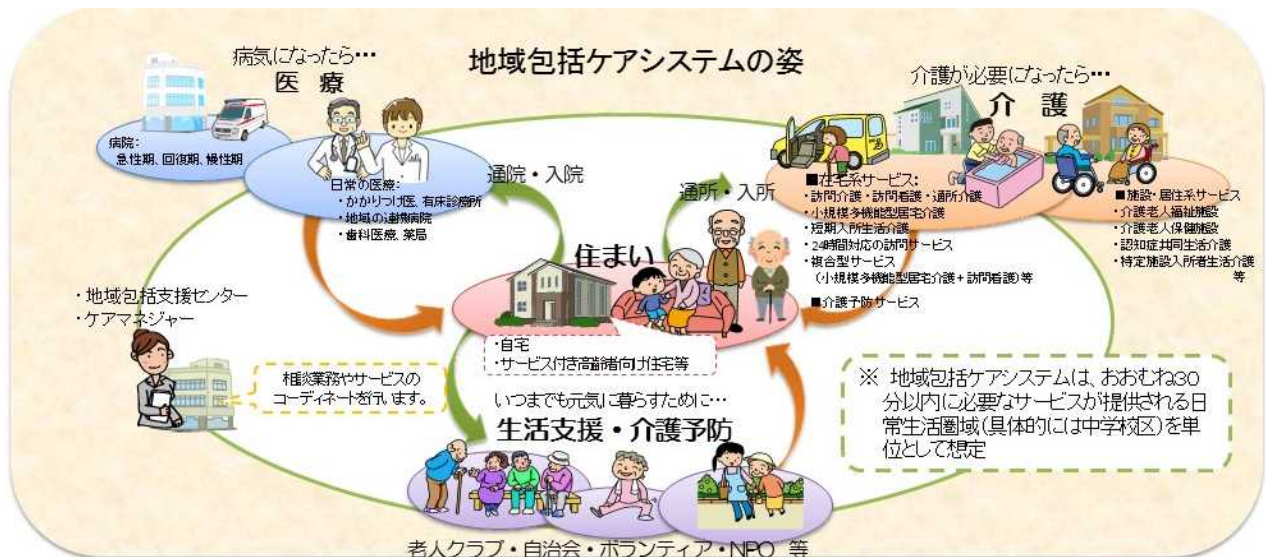 地域包括ケアシステムの姿
病気になったら･･･
医 療
病院：
急性期、回復期、慢性期
日常の医療：
・かかりつけ医、有床診療所
・地域の連携病院
・歯科医療、薬局
通院・入院
通所・入所
介護が必要になったら･･･
介 護
■在宅系サービス：
・訪問介護・訪問看護・通所介護
・小規模多機能型居宅介護
・短期入所生活介護
・24時間対応の訪問サービス
・複合型サービス
（小規模多機能型居宅介護＋訪問看護）等
■介護予防サービス
■施設・居住系サービス
・介護老人福祉施設
・介護老人保健施設
・認知症共同生活介護
・特定施設入所者生活介護
等
住まい
・自宅
・サービス付き高齢者向け住宅等
・地域包括支援センター
・ケアマネジャー
相談業務やサービスの
コーディネートを行います。
いつまでも元気に暮らすために･･･
生活支援・介護予防
老人クラブ・自治会・ボランティア・NPO 等
※ 地域包括ケアシステムは、おおむね30
分以内に必要なサービスが提供される日
常生活圏域（具体的には中学校区）を単
位として想定